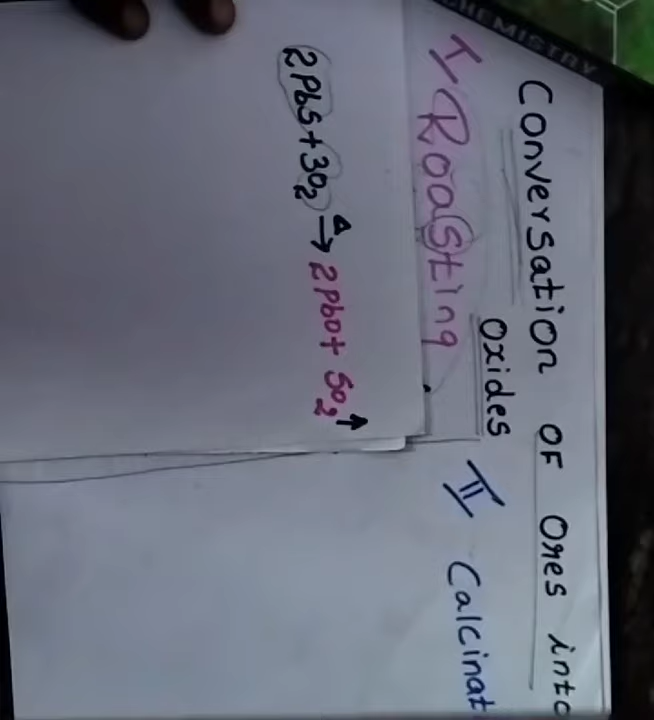 CHEMISTRY
Conversation OF Ores into
Oxides
I Roasting
2PbS + 3O₂ Δ→ 2PbO + SO₂↑
II Calcinat